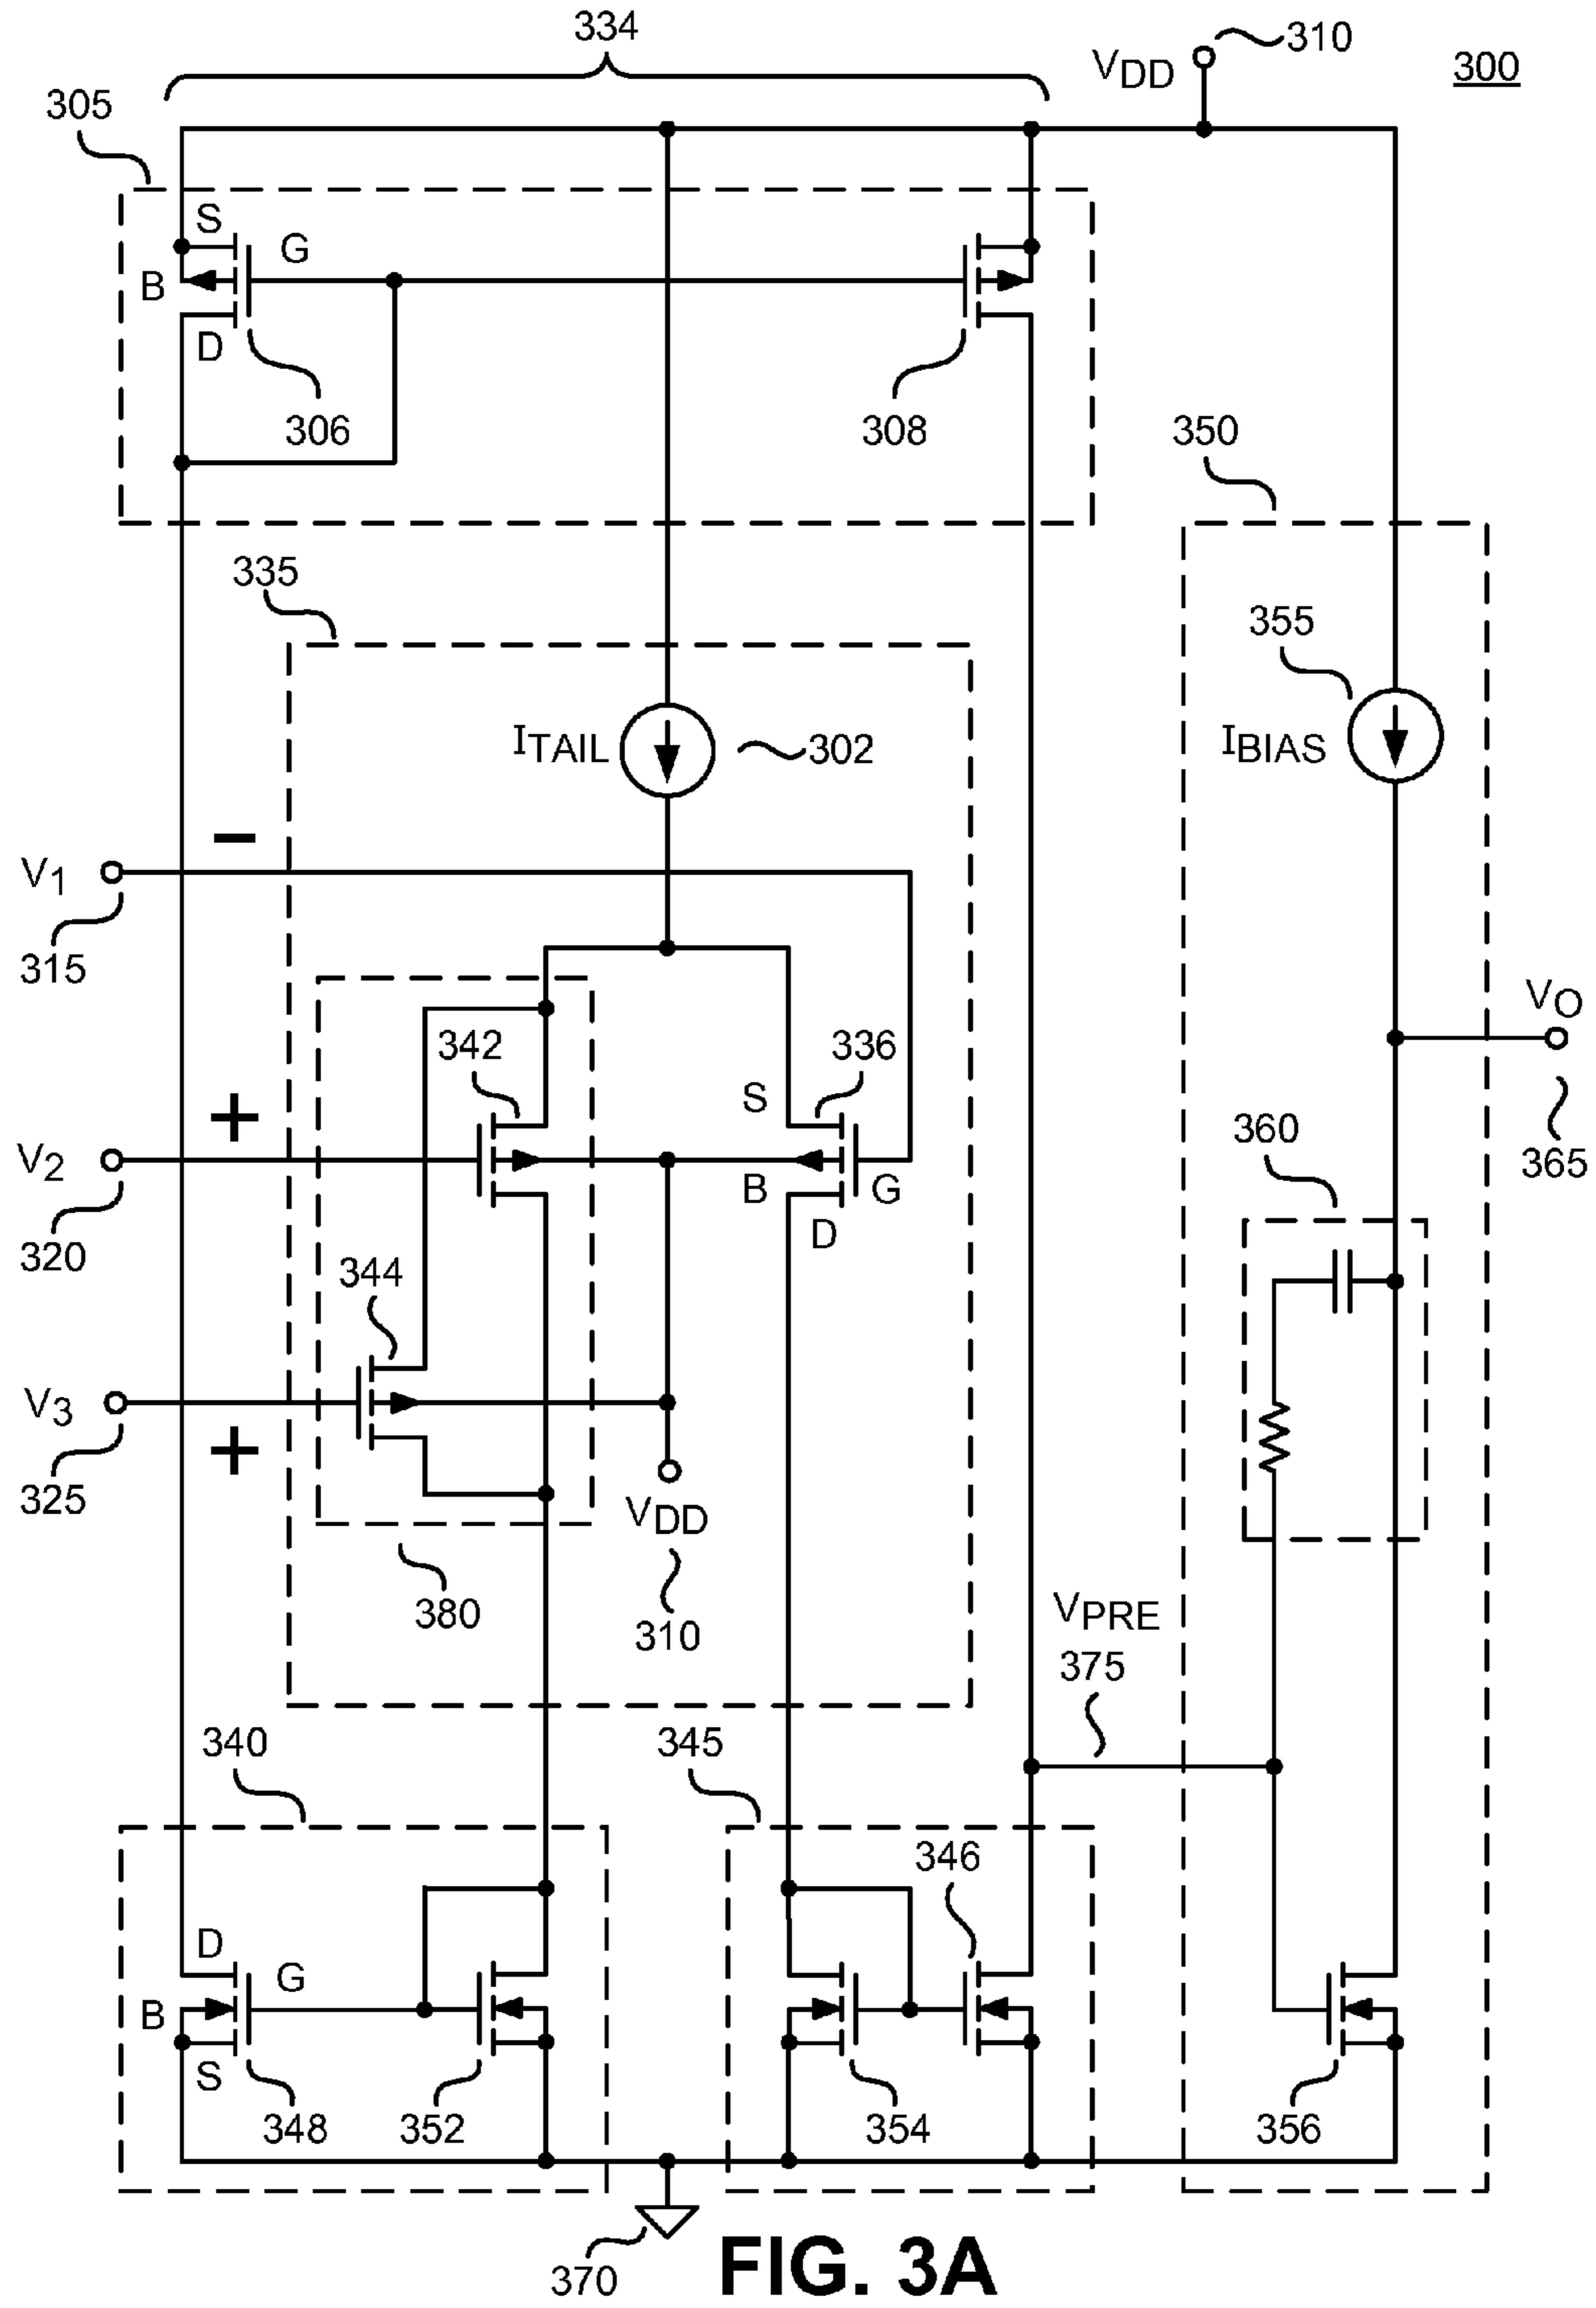 334
VDD
310
300
305
S
G
B
D
306
308
350
335
355
ITAIL
302
IBIAS
−
V1
315
342
336
VO
365
S
+
V2
320
B
G
D
360
344
V3
+
325
VDD
380
310
VPRE
375
340
345
346
D
G
B
S
348
352
354
356
370
FIG. 3A